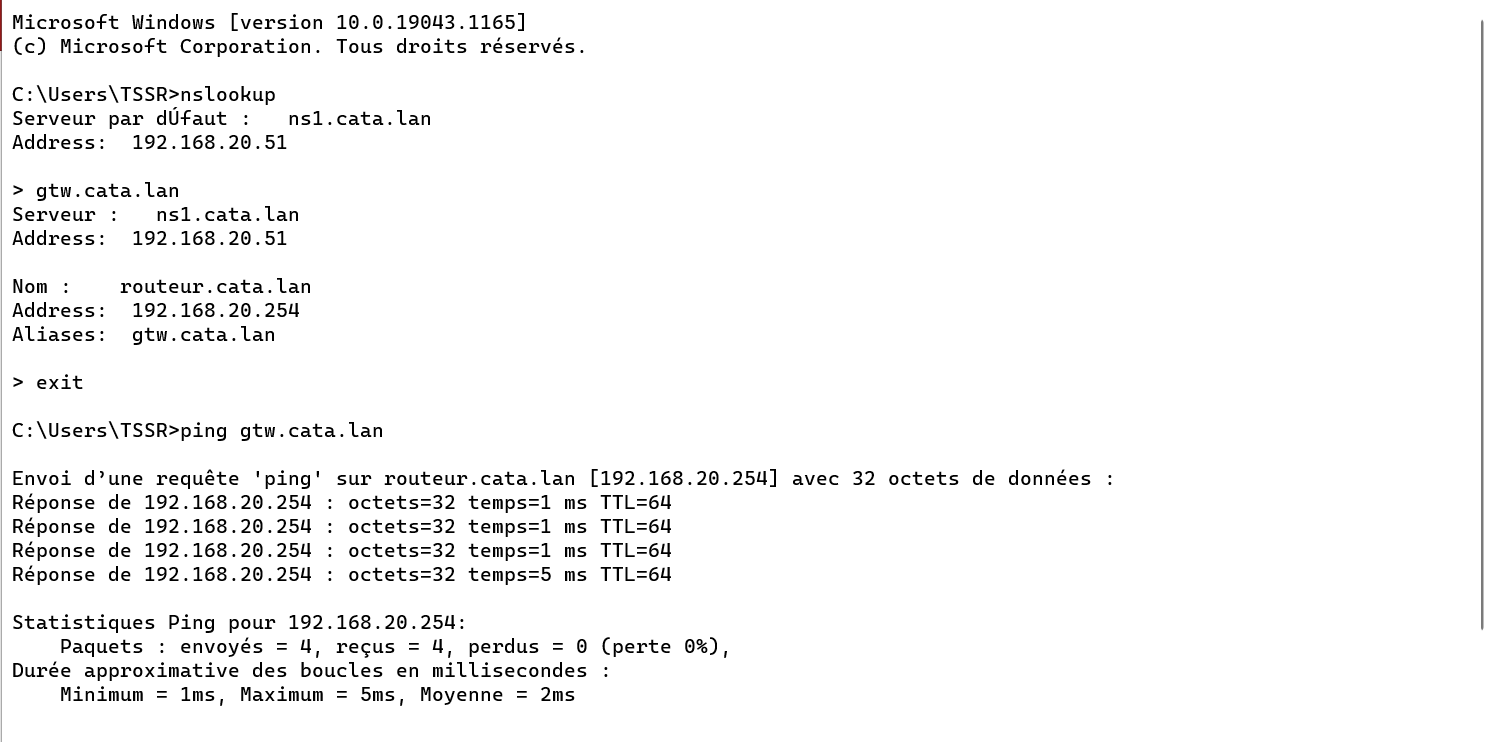 Microsoft Windows [version 10.0.19043.1165]
(c) Microsoft Corporation. Tous droits réservés.
C:\Users\TSSR>nslookup
Serveur par dÚfaut :   ns1.cata.lan
Address:  192.168.20.51
> gtw.cata.lan
Serveur :   ns1.cata.lan
Address:  192.168.20.51
Nom :    routeur.cata.lan
Address:  192.168.20.254
Aliases:  gtw.cata.lan
> exit
C:\Users\TSSR>ping gtw.cata.lan
Envoi d’une requête 'ping' sur routeur.cata.lan [192.168.20.254] avec 32 octets de données :
Réponse de 192.168.20.254 : octets=32 temps=1 ms TTL=64
Réponse de 192.168.20.254 : octets=32 temps=1 ms TTL=64
Réponse de 192.168.20.254 : octets=32 temps=1 ms TTL=64
Réponse de 192.168.20.254 : octets=32 temps=5 ms TTL=64
Statistiques Ping pour 192.168.20.254:
    Paquets : envoyés = 4, reçus = 4, perdus = 0 (perte 0%),
Durée approximative des boucles en millisecondes :
    Minimum = 1ms, Maximum = 5ms, Moyenne = 2ms